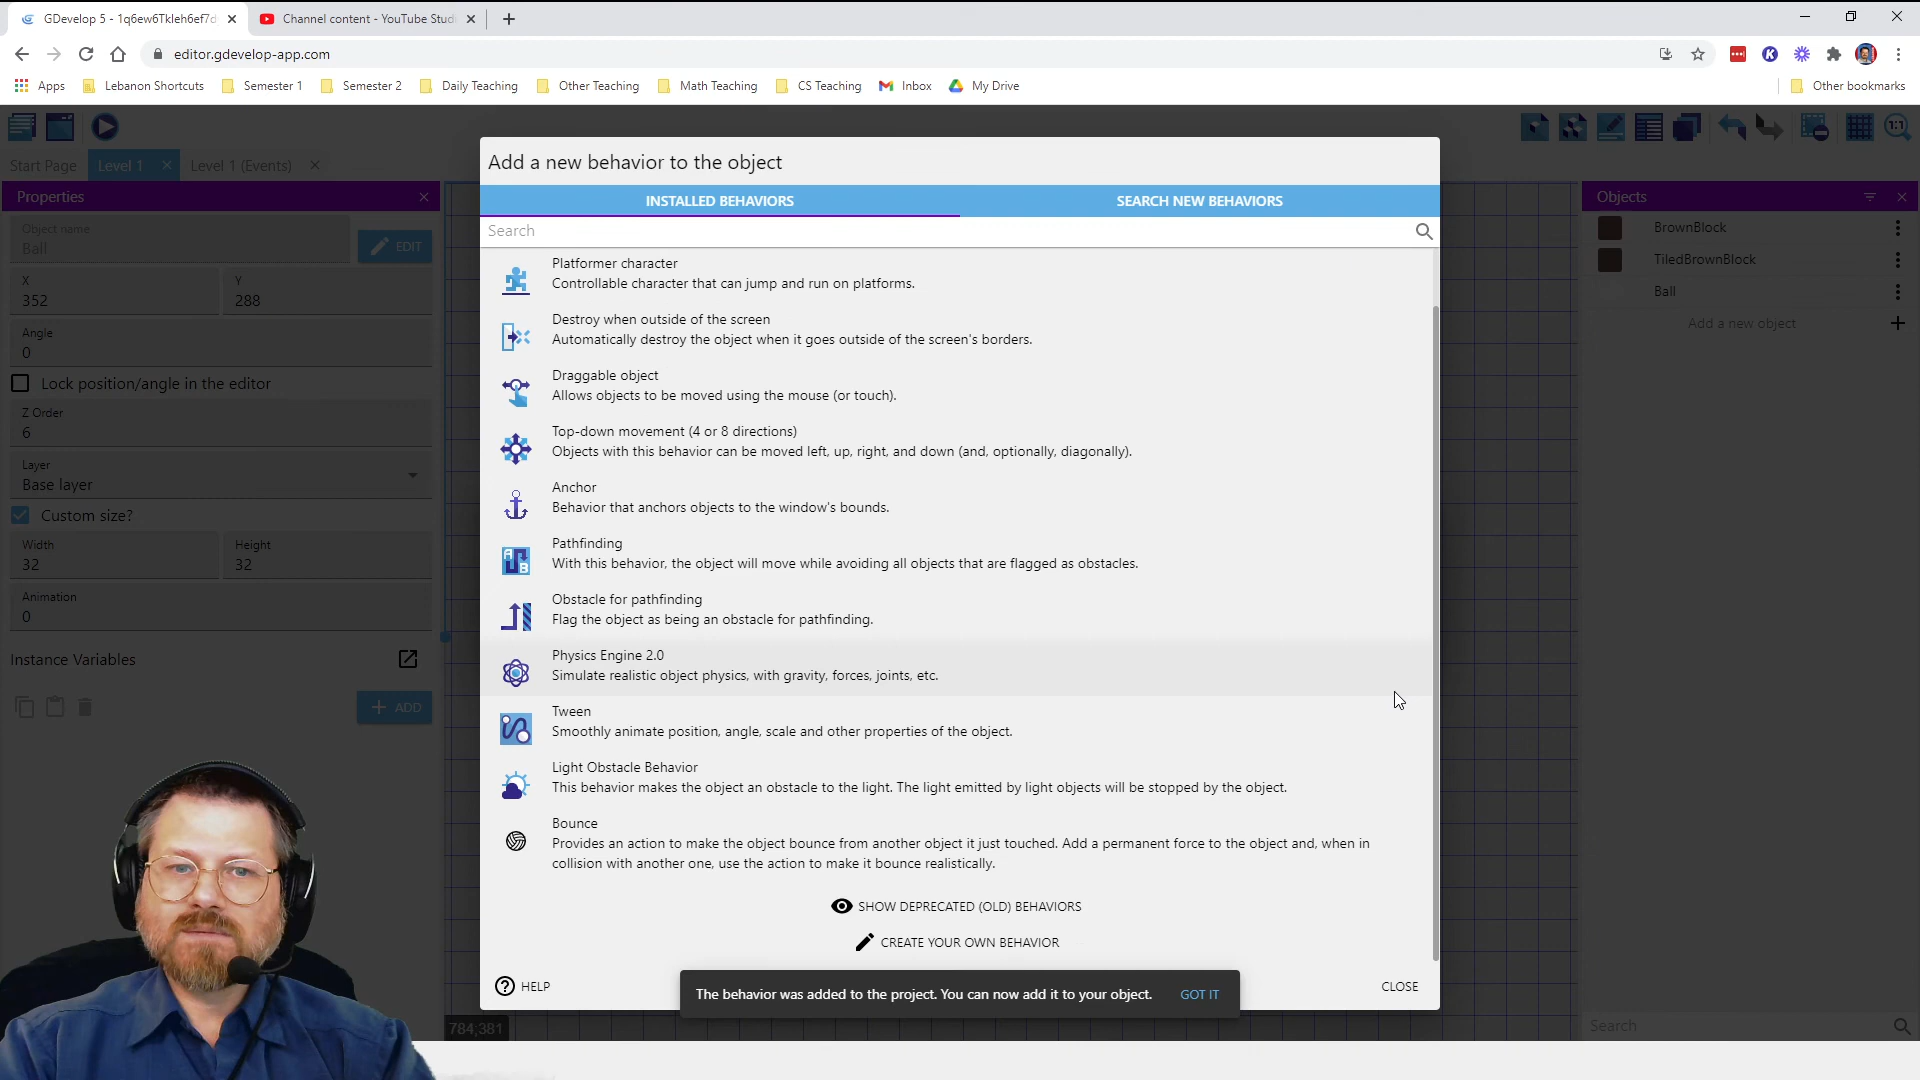 GDevelop 5 - 1q6ew6Tkleh6ef7d
Channel content - YouTube Studi
editor.gdevelop-app.com
Apps
Lebanon Shortcuts
Semester 1
Semester 2
Daily Teaching
Other Teaching
Math Teaching
CS Teaching
Inbox
My Drive
Other bookmarks
Start Page
Level 1
Level 1 (Events)
Properties
Object name
Ball
EDIT
X
352
Y
288
Angle
0
Lock position/angle in the editor
Z Order
6
Layer
Base layer
Custom size?
Width
32
Height
32
Animation
0
Instance Variables
ADD
Add a new behavior to the object
INSTALLED BEHAVIORS
SEARCH NEW BEHAVIORS
Search
Platformer character
Controllable character that can jump and run on platforms.
Destroy when outside of the screen
Automatically destroy the object when it goes outside of the screen's borders.
Draggable object
Allows objects to be moved using the mouse (or touch).
Top-down movement (4 or 8 directions)
Objects with this behavior can be moved left, up, right, and down (and, optionally, diagonally).
Anchor
Behavior that anchors objects to the window's bounds.
Pathfinding
With this behavior, the object will move while avoiding all objects that are flagged as obstacles.
Obstacle for pathfinding
Flag the object as being an obstacle for pathfinding.
Physics Engine 2.0
Simulate realistic object physics, with gravity, forces, joints, etc.
Tween
Smoothly animate position, angle, scale and other properties of the object.
Light Obstacle Behavior
This behavior makes the object an obstacle to the light. The light emitted by light objects will be stopped by the object.
Bounce
Provides an action to make the object bounce from another object it just touched. Add a permanent force to the object and, when in
collision with another one, use the action to make it bounce realistically.
SHOW DEPRECATED (OLD) BEHAVIORS
CREATE YOUR OWN BEHAVIOR
HELP
The behavior was added to the project. You can now add it to your object.
GOT IT
CLOSE
784;381
1:1
Objects
BrownBlock
TiledBrownBlock
Ball
Add a new object
Search